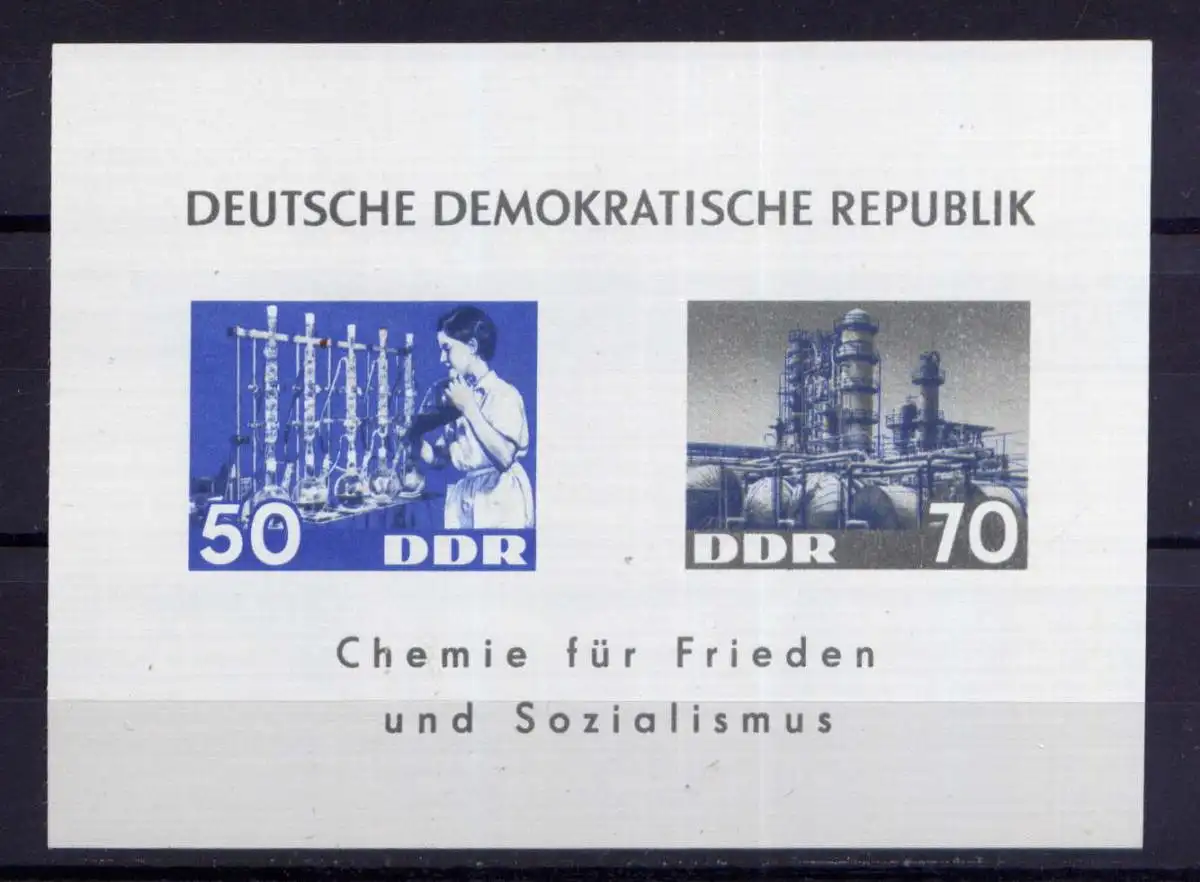 DEUTSCHE DEMOKRATISCHE REPUBLIK
50 DDR
DDR 70
Chemie für Frieden
und Sozialismus